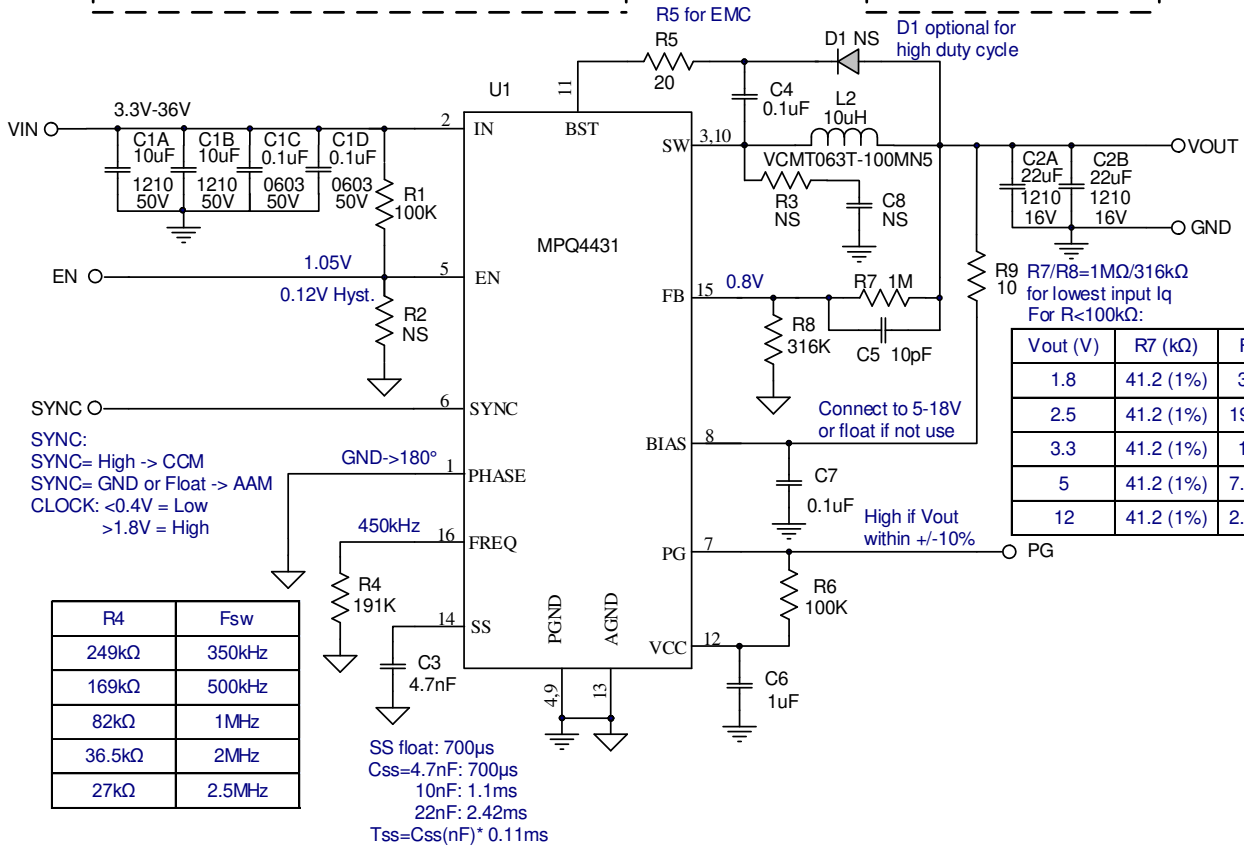 R5 for EMC
R5
20
D1 NS
D1 optional for
high duty cycle
U1
11
BST
C4
0.1uF
L2
10uH
VCMT063T-100MN5
VIN
3.3V-36V
2
IN
C1A
10uF
1210
50V
C1B
10uF
1210
50V
C1C
0.1uF
0603
50V
C1D
0.1uF
0603
50V
R1
100K
SW
3,10
R3
NS
C8
NS
C2A
22uF
1210
16V
C2B
22uF
1210
16V
VOUT
GND
MPQ4431
EN
1.05V
0.12V Hyst.
5
EN
R2
NS
FB
15
0.8V
R7 1M
C5 10pF
R8
316K
R9
10
R7/R8=1MΩ/316kΩ
for lowest input Iq
For R<100kΩ:
Vout (V) R7 (kΩ)
1.8 41.2 (1%)
2.5 41.2 (1%)
3.3 41.2 (1%)
5 41.2 (1%)
12 41.2 (1%)
SYNC
6
SYNC
SYNC:
SYNC= High -> CCM
SYNC= GND or Float -> AAM
CLOCK: <0.4V = Low
>1.8V = High
GND->180°
1
PHASE
Connect to 5-18V
or float if not use
BIAS
8
C7
0.1uF
450kHz
16
FREQ
R4
191K
High if Vout
within +/-10%
PG
7
PG
R6
100K
14
SS
C3
4.7nF
PGND
AGND
4,9
13
VCC
12
C6
1uF
R4 Fsw
249kΩ 350kHz
169kΩ 500kHz
82kΩ 1MHz
36.5kΩ 2MHz
27kΩ 2.5MHz
SS float: 700µs
Css=4.7nF: 700µs
10nF: 1.1ms
22nF: 2.42ms
Tss=Css(nF)* 0.11ms